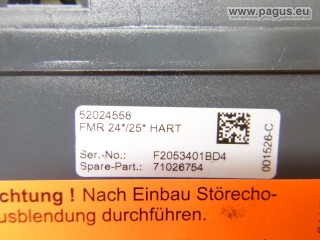 www.pagus.eu
52024558
FMR 24*/25* HART
Ser.-No.: F2053401BD4
Spare-Part.: 71026754
001526-C
chtung ! Nach Einbau Störecho-
usblendung durchführen.